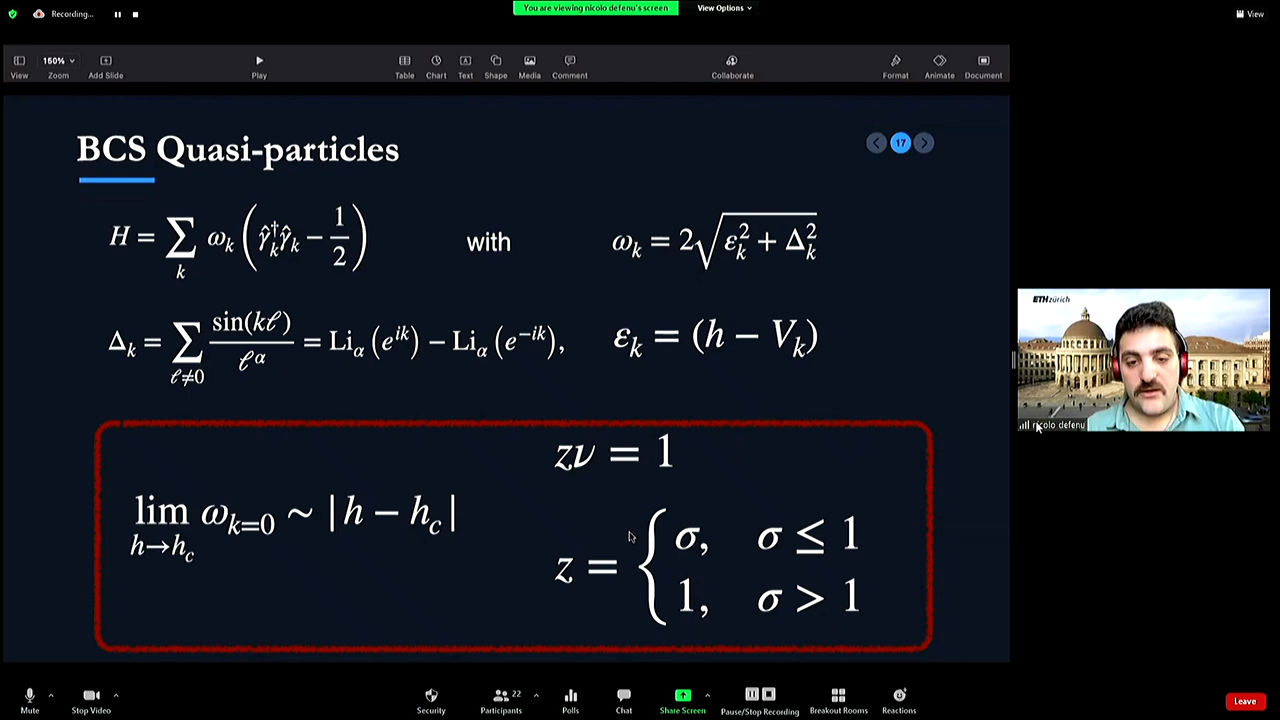 Recording...
You are viewing nicolo defenu's screen
View Options
View
View
150%
Zoom
Add Slide
Play
Table
Chart
Text
Shape
Media
Comment
Collaborate
Format
Animate
Document
BCS Quasi-particles
17
H = ∑_k ω_k (γ̂_k^† γ̂_k − 1/2) with ω_k = 2√(ε_k^2 + Δ_k^2)
Δ_k = ∑_{ℓ≠0} sin(kℓ)/ℓ^α = Li_α(e^{ik}) − Li_α(e^{−ik}), ε_k = (h − V_k)
zν = 1
lim_{h→h_c} ω_{k=0} ~ |h − h_c|
z = { σ, σ ≤ 1
1, σ > 1
ETH zürich
nicolo defenu
Mute
Stop Video
Security
Participants
22
Polls
Chat
Share Screen
Pause/Stop Recording
Breakout Rooms
Reactions
Leave